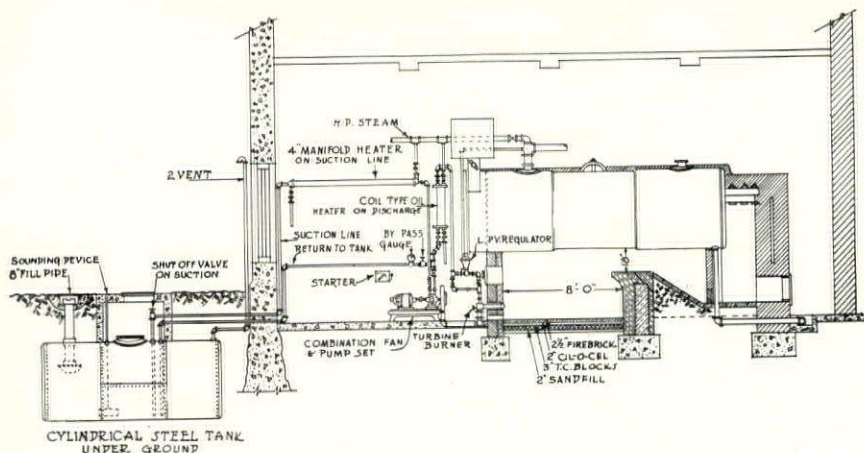 H.P. STEAM
4" MANIFOLD HEATER
ON SUCTION LINE
2 VENT
COIL TYPE OIL
HEATER ON DISCHARGE
SUCTION LINE
BY PASS
RETURN TO TANK
GAUGE
L.P.V. REGULATOR
SOUNDING DEVICE
8" FILL PIPE
SHUT OFF VALVE
ON SUCTION
STARTER
8'-0"
COMBINATION FAN
& PUMP SET
TURBINE
BURNER
2½" FIREBRICK
2" CIL-O-CEL
3" T.C. BLOCKS
2" SANDFILL
CYLINDRICAL STEEL TANK
UNDER GROUND